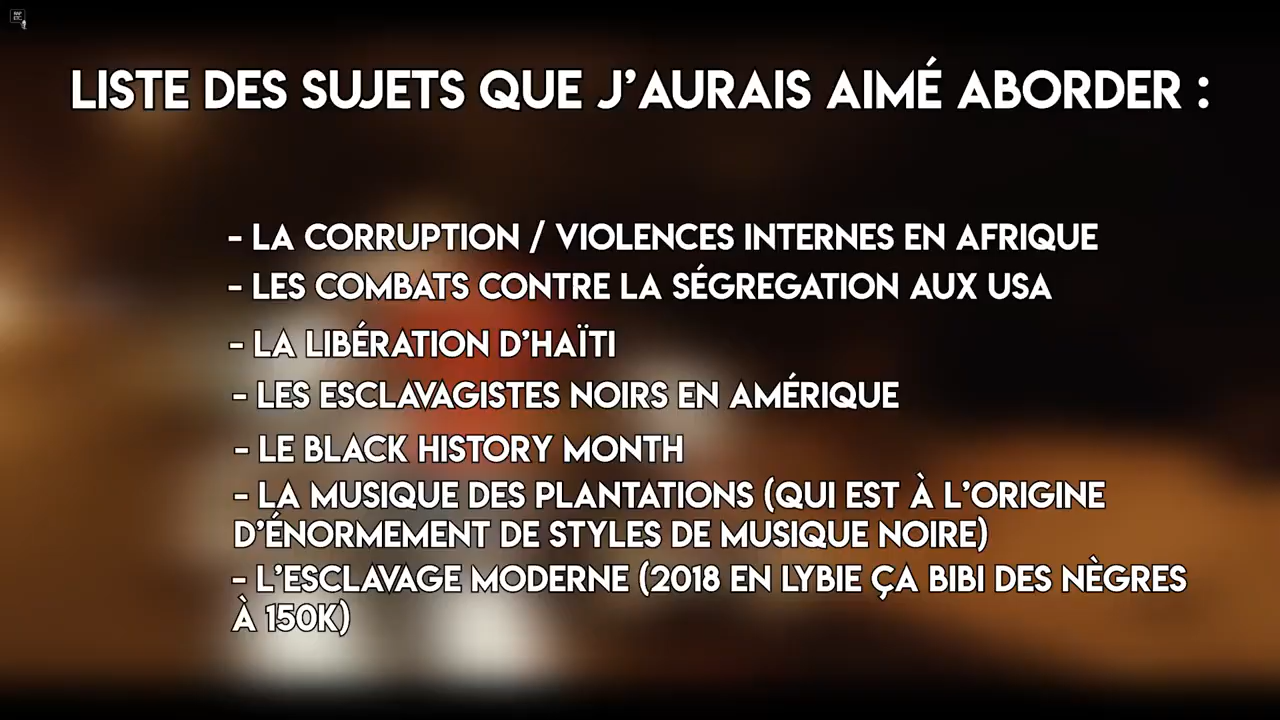 LISTE DES SUJETS QUE J'AURAIS AIMÉ ABORDER :
- LA CORRUPTION / VIOLENCES INTERNES EN AFRIQUE
- LES COMBATS CONTRE LA SÉGREGATION AUX USA
- LA LIBÉRATION D'HAÏTI
- LES ESCLAVAGISTES NOIRS EN AMÉRIQUE
- LE BLACK HISTORY MONTH
- LA MUSIQUE DES PLANTATIONS (QUI EST À L'ORIGINE
D'ÉNORMEMENT DE STYLES DE MUSIQUE NOIRE)
- L'ESCLAVAGE MODERNE (2018 EN LYBIE ÇA BIBI DES NÈGRES
À 150K)